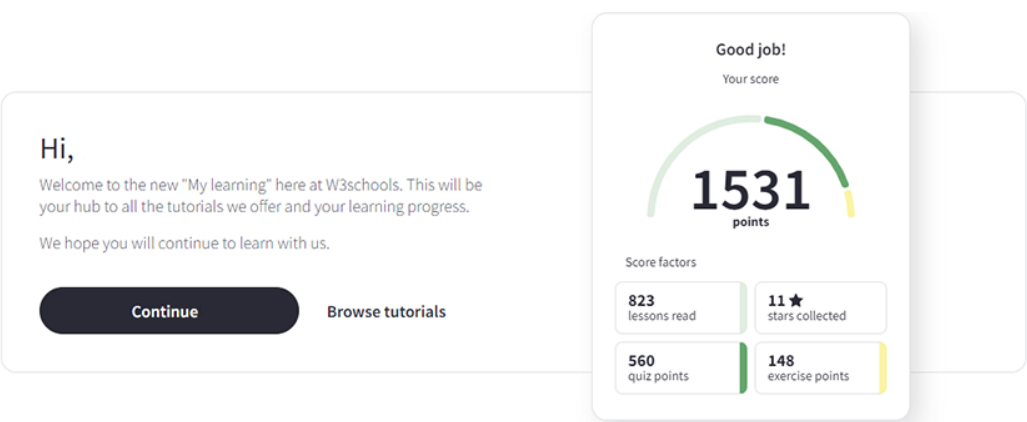 Hi,
Welcome to the new "My learning" here at W3schools. This will
be your hub to all the tutorials we offer and your learning progress.
We hope you will continue to learn with us.
Continue
Browse tutorials
Good job!
Your score
1531
points
Score factors
823
lessons read
11 ★
stars collected
560
quiz points
148
exercise points